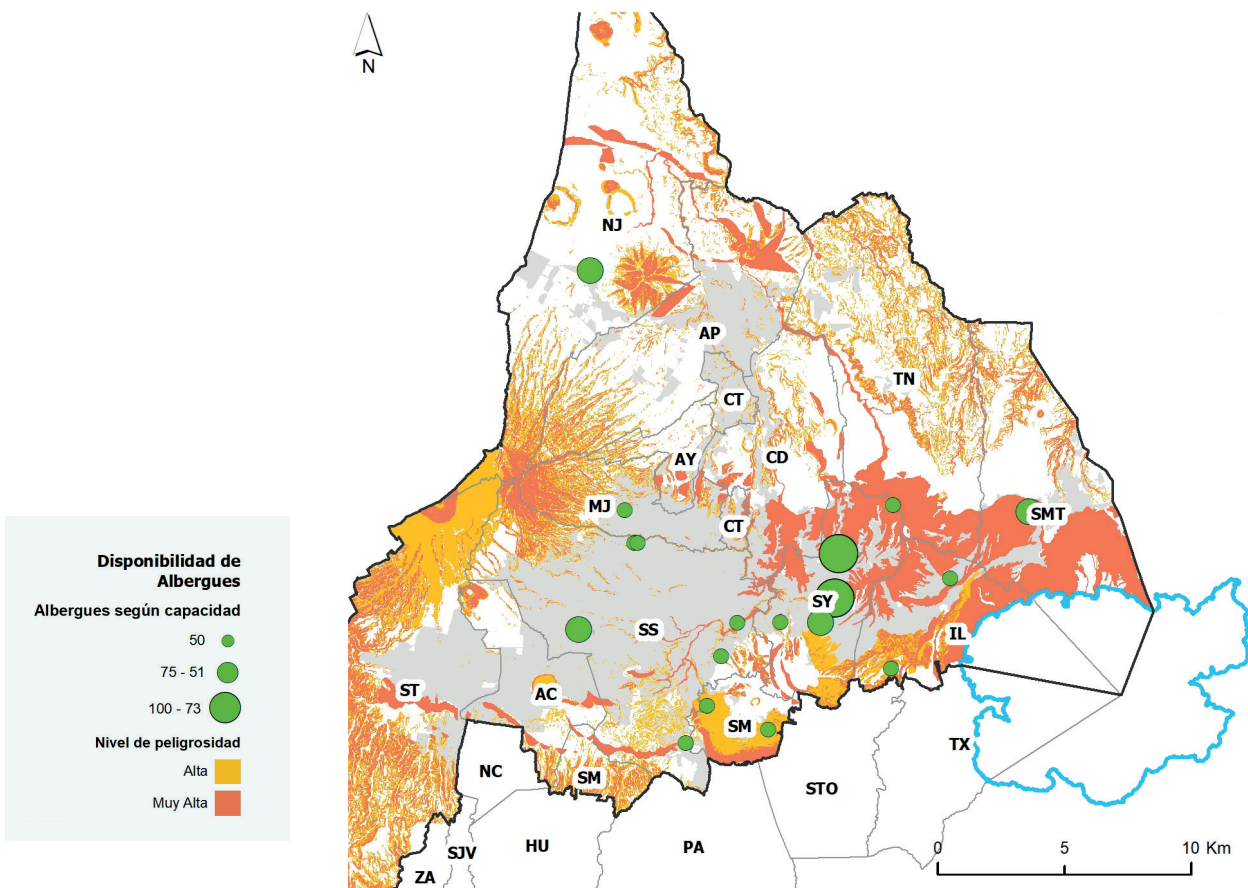 N
NJ
AP
TN
CT
AY
CD
MJ
CT
SMT
SY
SS
IL
ST
AC
SM
TX
NC
SM
STO
SJV
HU
PA
ZA
Disponibilidad de
Albergues
Albergues según capacidad
50
75 - 51
100 - 73
Nivel de peligrosidad
Alta
Muy Alta
0 5 10 Km